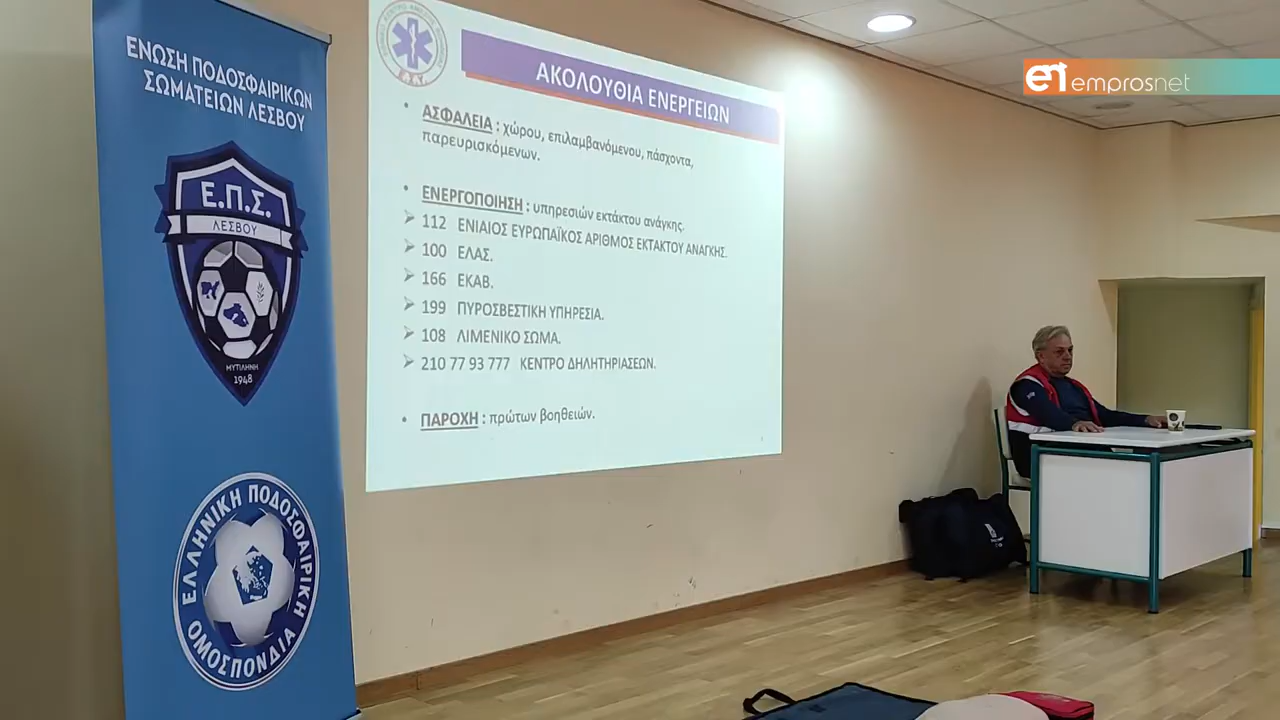 ΕΝΩΣΗ ΠΟΔΟΣΦΑΙΡΙΚΩΝ
ΣΩΜΑΤΕΙΩΝ ΛΕΣΒΟΥ
Ε.Π.Σ.
ΛΕΣΒΟΥ
ΜΥΤΙΛΗΝΗ
1948
ΕΛΛΗΝΙΚΗ ΠΟΔΟΣΦΑΙΡΙΚΗ
ΟΜΟΣΠΟΝΔΙΑ
ΑΚΟΛΟΥΘΙΑ ΕΝΕΡΓΕΙΩΝ
• ΑΣΦΑΛΕΙΑ : χώρου, επιλαμβανόμενου, πάσχοντα,
παρευρισκόμενων.
• ΕΝΕΡΓΟΠΟΙΗΣΗ : υπηρεσιών εκτάκτου ανάγκης.
➢ 112 ΕΝΙΑΙΟΣ ΕΥΡΩΠΑΪΚΟΣ ΑΡΙΘΜΟΣ ΕΚΤΑΚΤΟΥ ΑΝΑΓΚΗΣ.
➢ 100 ΕΛΑΣ.
➢ 166 ΕΚΑΒ.
➢ 199 ΠΥΡΟΣΒΕΣΤΙΚΗ ΥΠΗΡΕΣΙΑ.
➢ 108 ΛΙΜΕΝΙΚΟ ΣΩΜΑ.
➢ 210 77 93 777 ΚΕΝΤΡΟ ΔΗΛΗΤΗΡΙΑΣΕΩΝ.
• ΠΑΡΟΧΗ : πρώτων βοηθειών.
en emprosnet